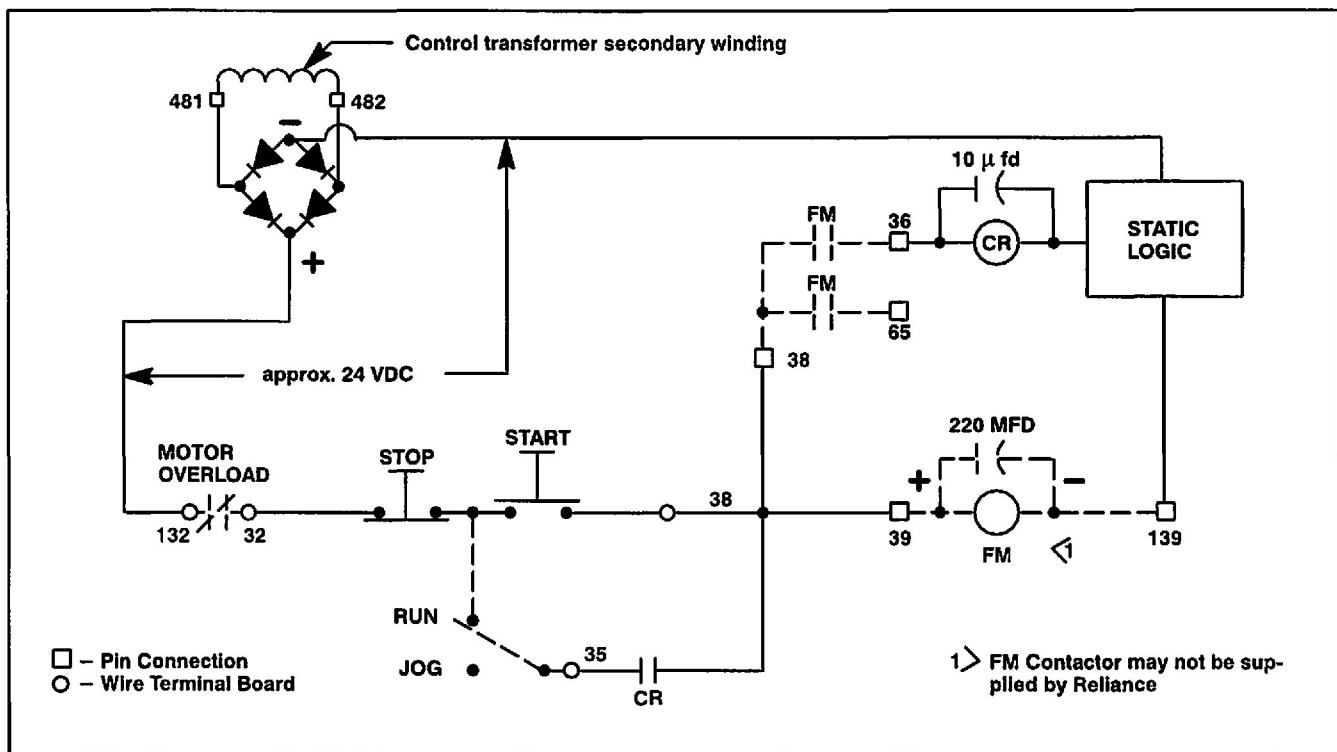 Control transformer secondary winding
481
482
−
10 μ fd
FM
36
CR
STATIC
LOGIC
+
FM
65
38
approx. 24 VDC
220 MFD
MOTOR
OVERLOAD
STOP
START
38
+
−
132
32
39
FM
1
139
RUN
35
JOG
CR
□ – Pin Connection
○ – Wire Terminal Board
1> FM Contactor may not be sup-
plied by Reliance